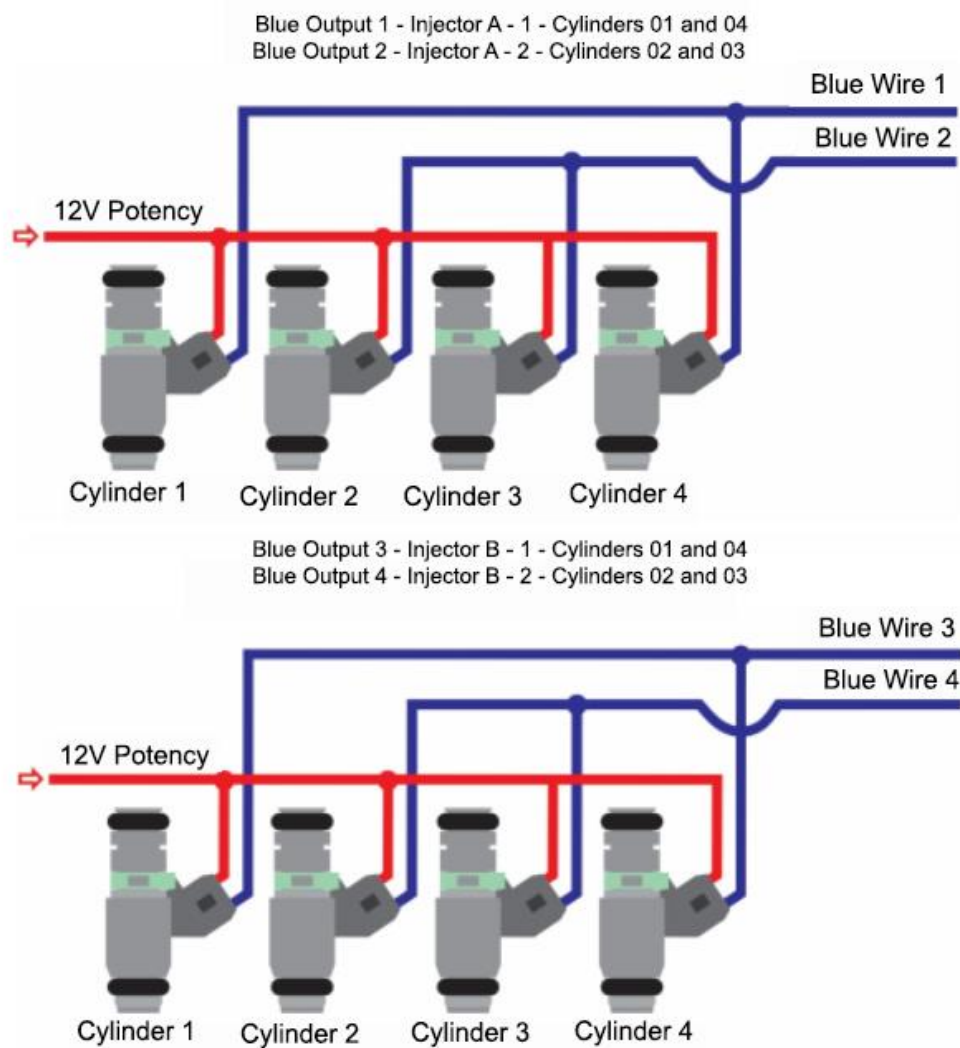 Blue Output 1 - Injector A - 1 - Cylinders 01 and 04
Blue Output 2 - Injector A - 2 - Cylinders 02 and 03
Blue Wire 1
Blue Wire 2
12V Potency
Cylinder 1
Cylinder 2
Cylinder 3
Cylinder 4
Blue Output 3 - Injector B - 1 - Cylinders 01 and 04
Blue Output 4 - Injector B - 2 - Cylinders 02 and 03
Blue Wire 3
Blue Wire 4
12V Potency
Cylinder 1
Cylinder 2
Cylinder 3
Cylinder 4